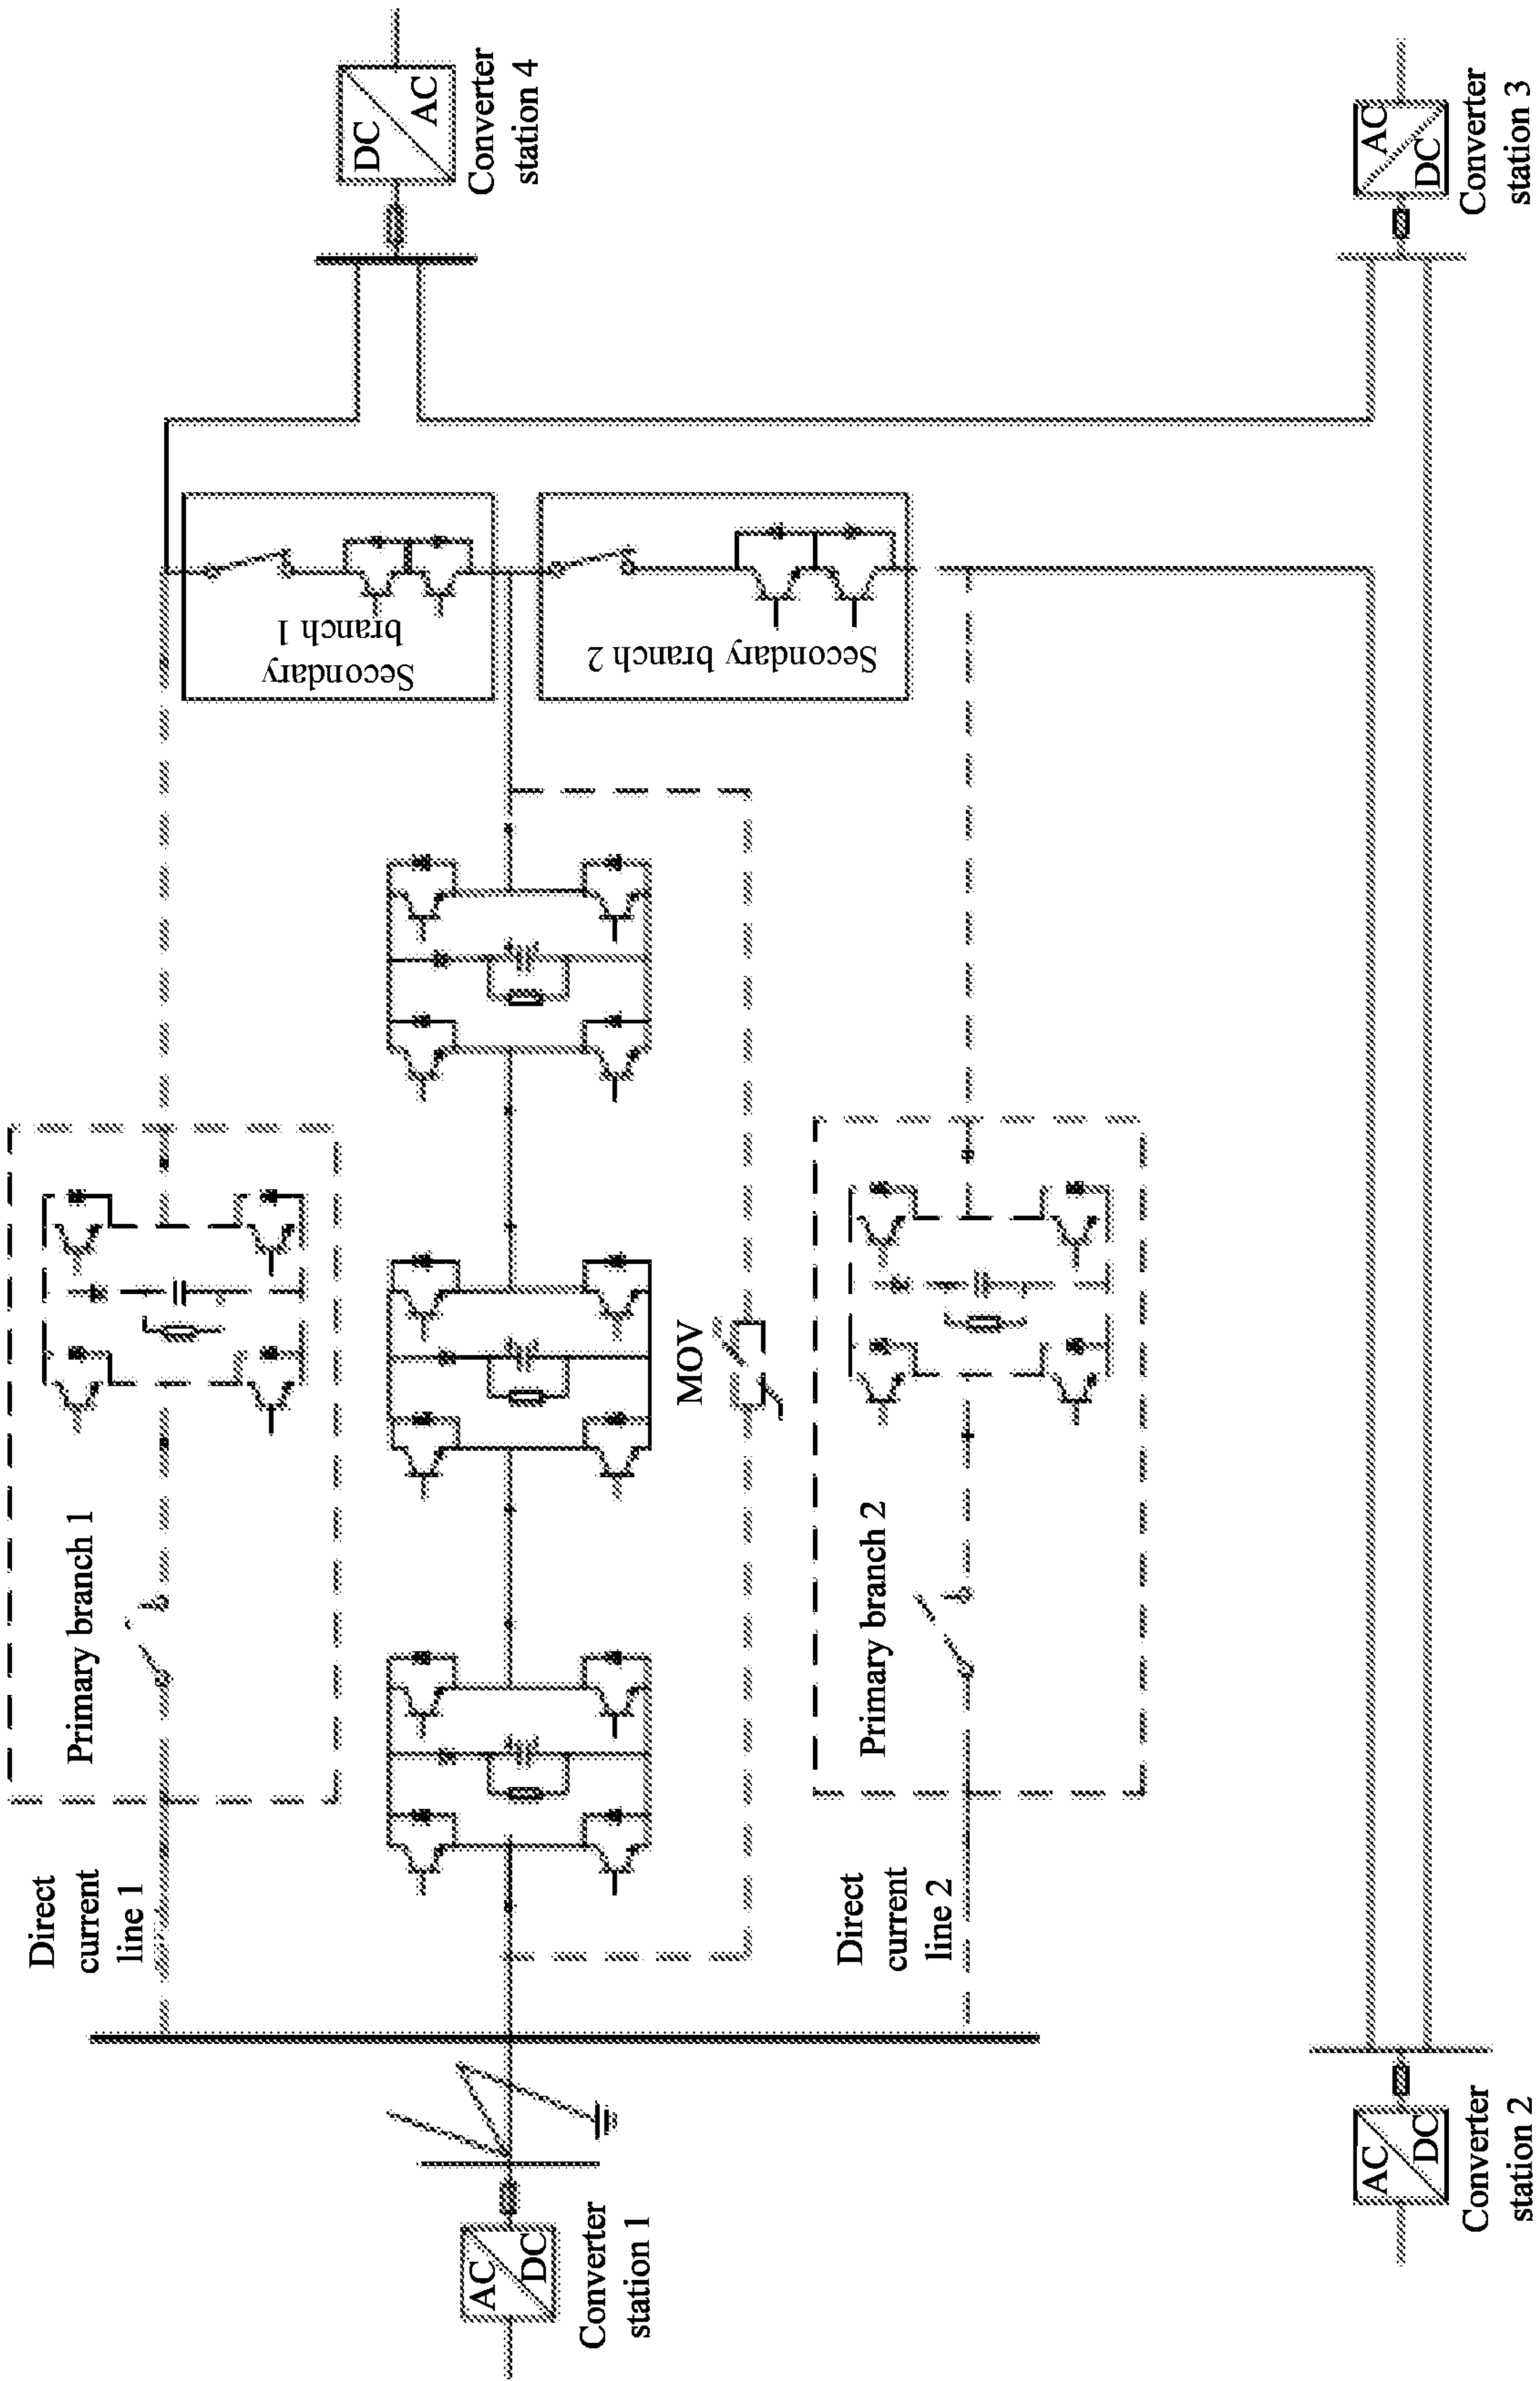 DC
AC
Converter
station 4
AC
DC
Converter
station 3
Secondary
branch 1
Secondary branch 2
Primary branch 1
MOV
Primary branch 2
Direct
current
line 1
Direct
current
line 2
AC
DC
Converter
station 1
AC
DC
Converter
station 2